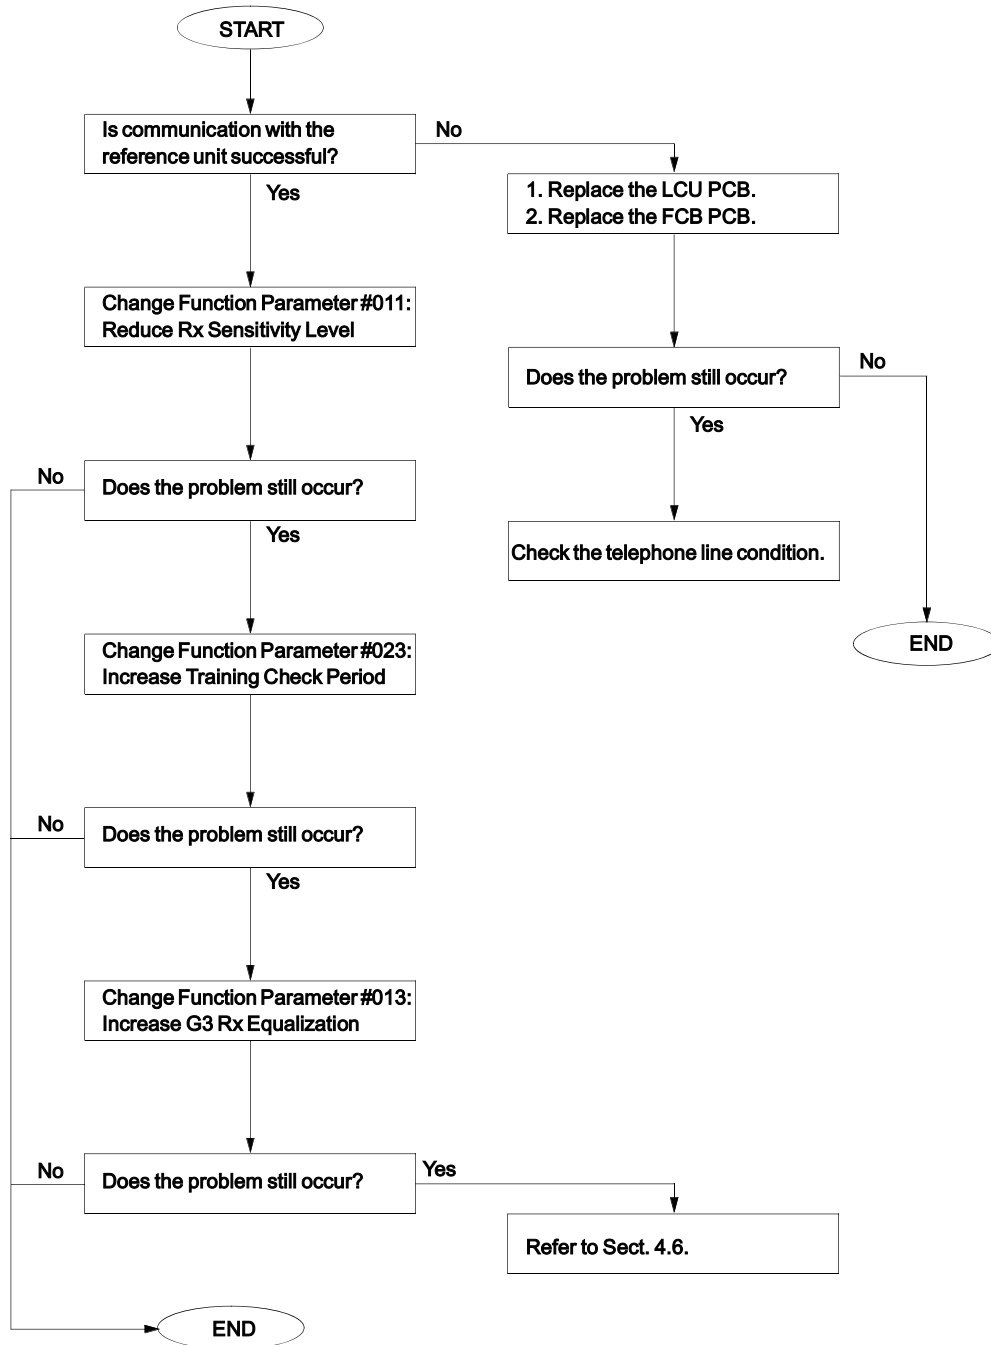 START
Is communication with the
reference unit successful?
No
Yes
1. Replace the LCU PCB.
2. Replace the FCB PCB.
Change Function Parameter #011:
Reduce Rx Sensitivity Level
Does the problem still occur?
No
Yes
No
Does the problem still occur?
Yes
Check the telephone line condition.
END
Change Function Parameter #023:
Increase Training Check Period
No
Does the problem still occur?
Yes
Change Function Parameter #013:
Increase G3 Rx Equalization
No
Does the problem still occur?
Yes
Refer to Sect. 4.6.
END